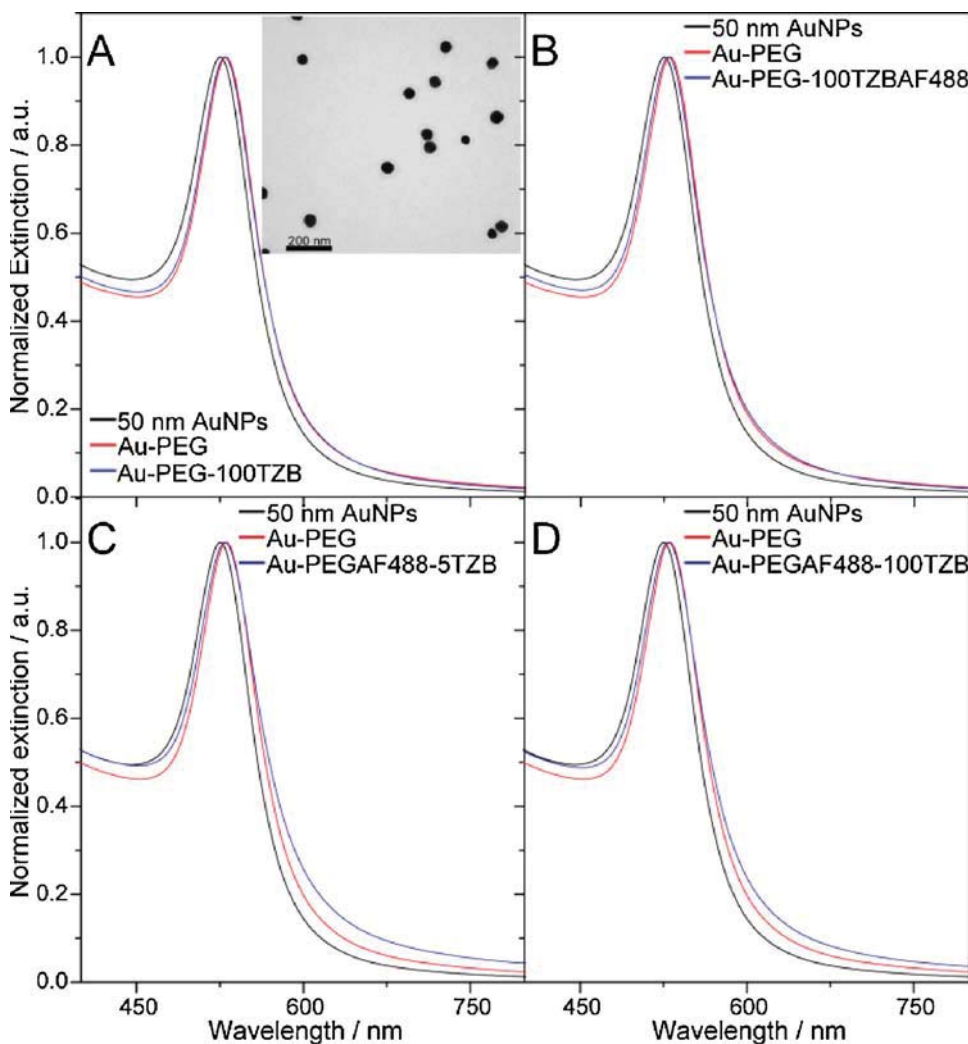 A
B
50 nm AuNPs
Au-PEG
Au-PEG-100TZBAF488
1.0
0.8
0.6
0.4
0.2
0.0
Normalized Extinction / a.u.
200 nm
50 nm AuNPs
Au-PEG
Au-PEG-100TZB
C
50 nm AuNPs
Au-PEG
Au-PEGAF488-5TZB
D
50 nm AuNPs
Au-PEG
Au-PEGAF488-100TZB
1.0
0.8
0.6
0.4
0.2
0.0
Normalized extinction / a.u.
450 600 750
450 600 750
Wavelength / nm
Wavelength / nm